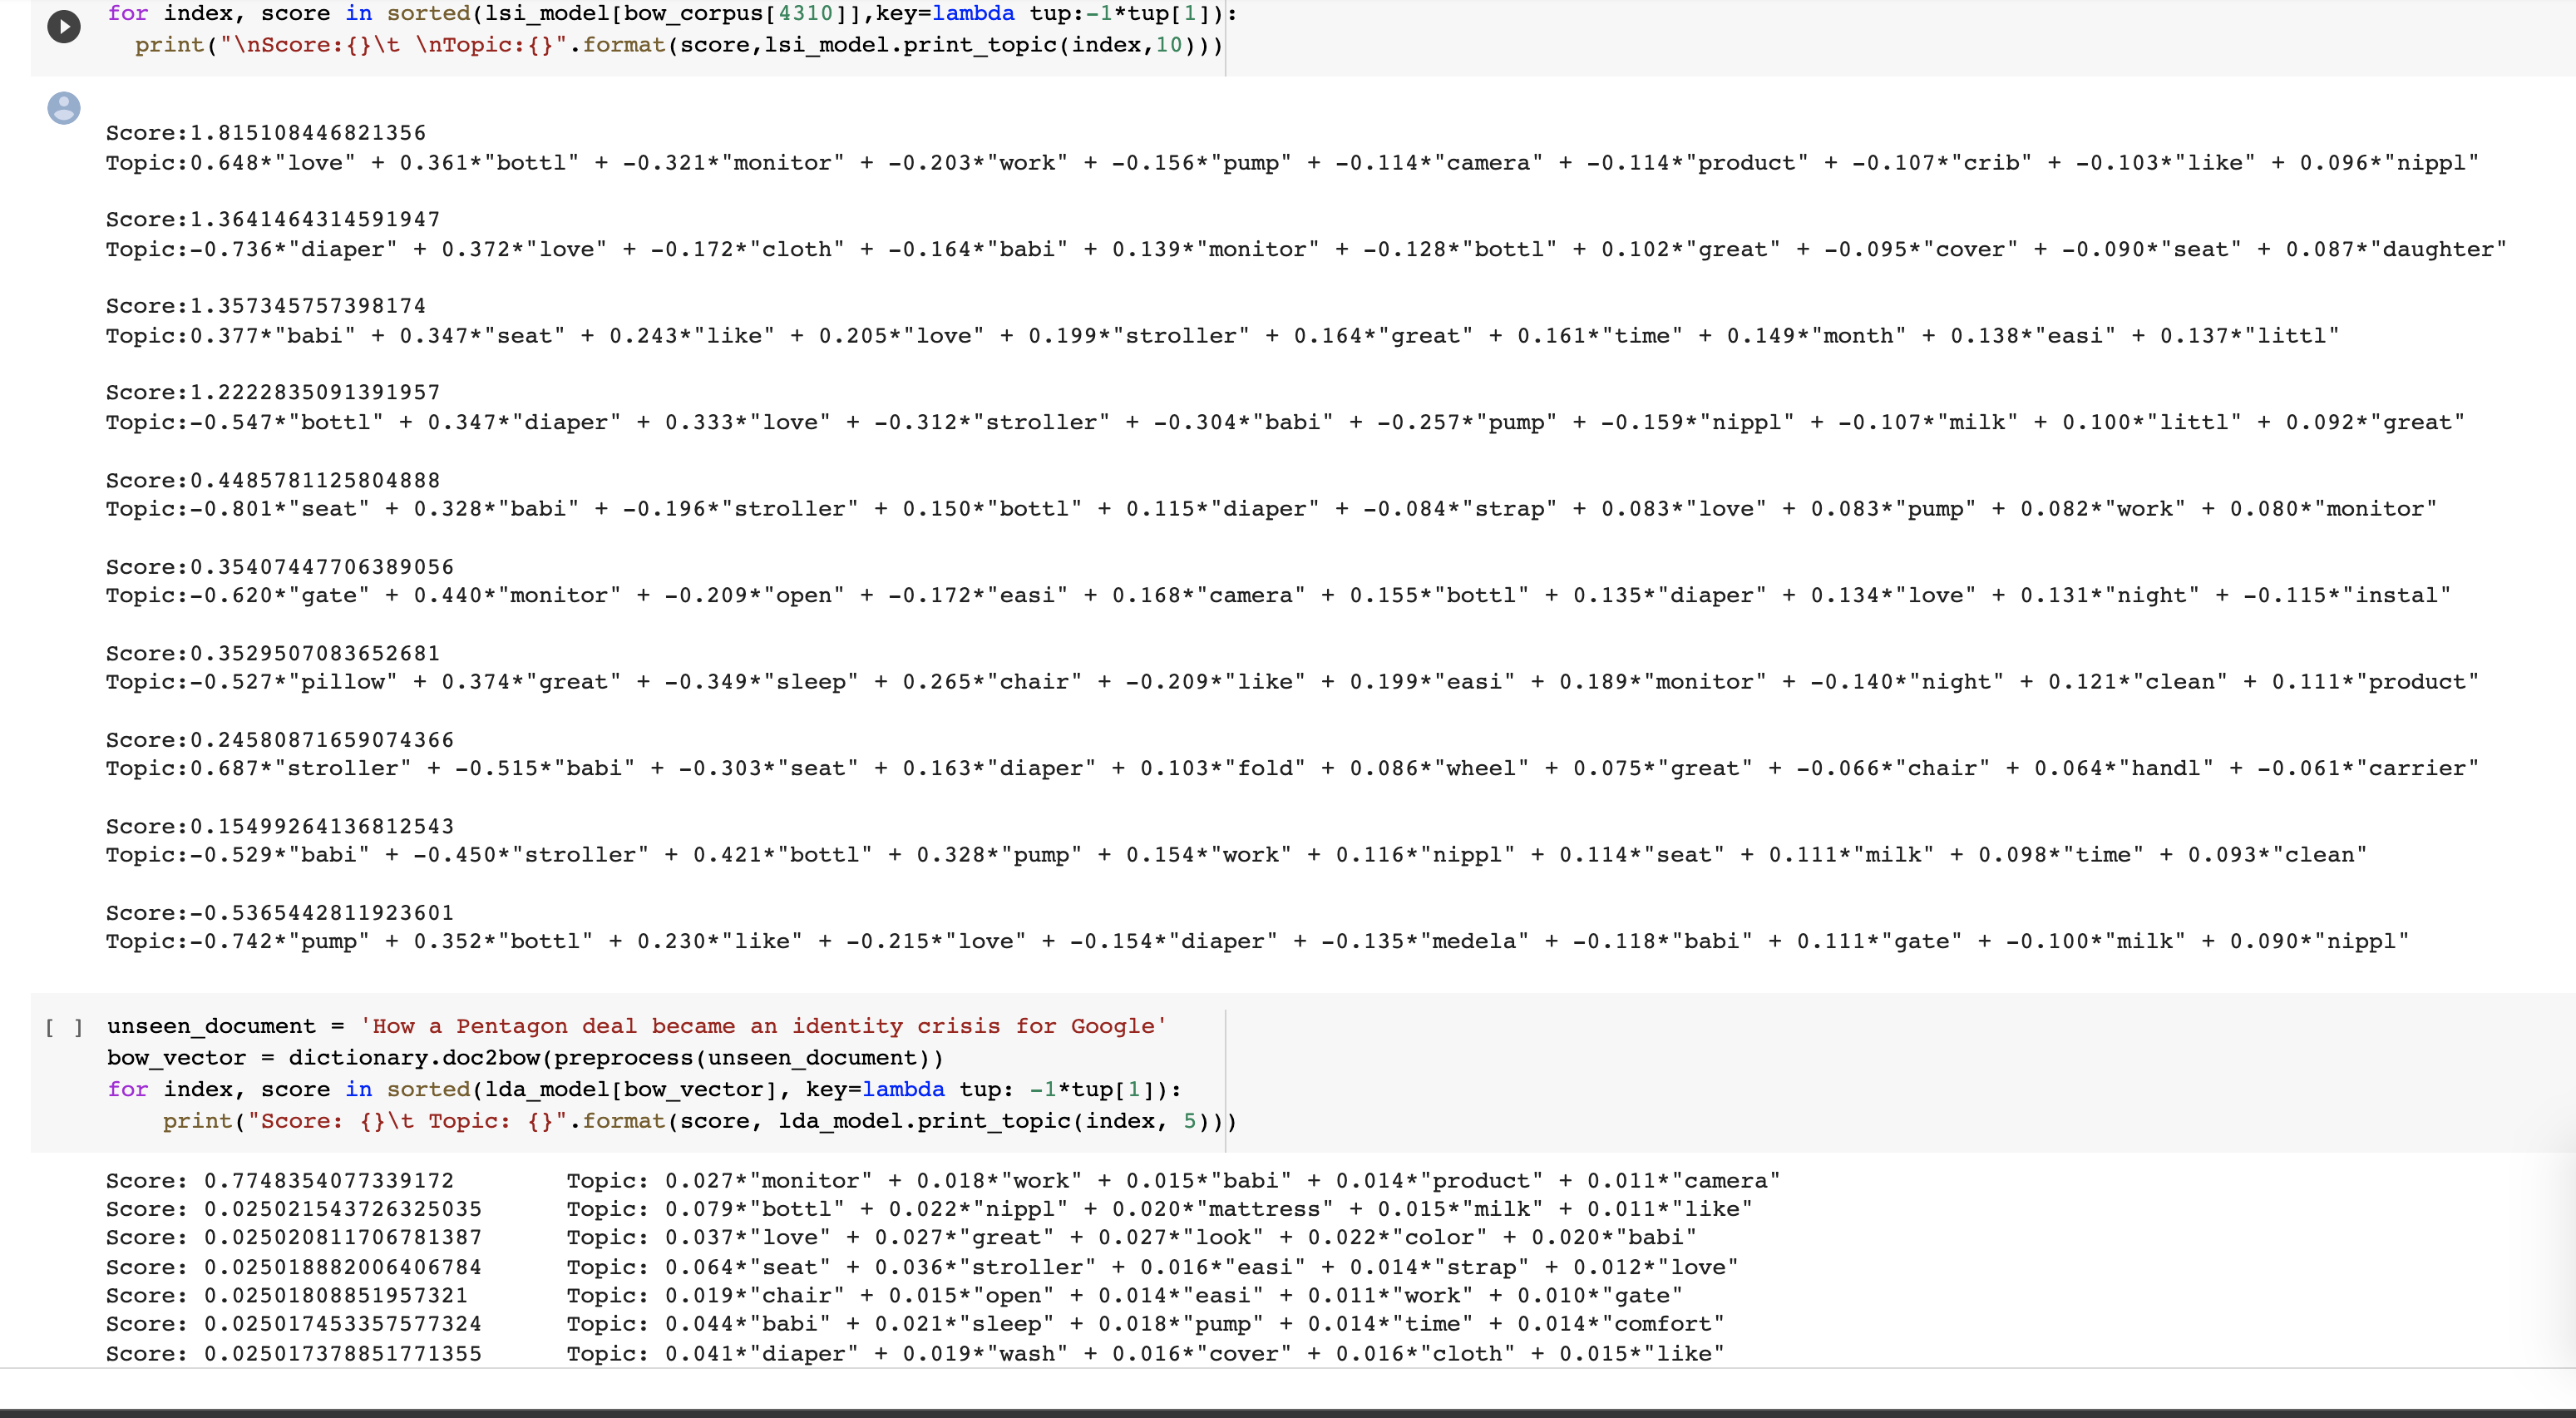 for index, score in sorted(lsi_model[bow_corpus[4310]],key=lambda tup:-1*tup[1]):
print("\nScore:{}\t \nTopic:{}".format(score,lsi_model.print_topic(index,10)))
Score:1.815108446821356
Topic:0.648*"love" + 0.361*"bottl" + -0.321*"monitor" + -0.203*"work" + -0.156*"pump" + -0.114*"camera" + -0.114*"product" + -0.107*"crib" + -0.103*"like" + 0.096*"nippl"
Score:1.3641464314591947
Topic:-0.736*"diaper" + 0.372*"love" + -0.172*"cloth" + -0.164*"babi" + 0.139*"monitor" + -0.128*"bottl" + 0.102*"great" + -0.095*"cover" + -0.090*"seat" + 0.087*"daughter"
Score:1.357345757398174
Topic:0.377*"babi" + 0.347*"seat" + 0.243*"like" + 0.205*"love" + 0.199*"stroller" + 0.164*"great" + 0.161*"time" + 0.149*"month" + 0.138*"easi" + 0.137*"littl"
Score:1.2222835091391957
Topic:-0.547*"bottl" + 0.347*"diaper" + 0.333*"love" + -0.312*"stroller" + -0.304*"babi" + -0.257*"pump" + -0.159*"nippl" + -0.107*"milk" + 0.100*"littl" + 0.092*"great"
Score:0.4485781125804888
Topic:-0.801*"seat" + 0.328*"babi" + -0.196*"stroller" + 0.150*"bottl" + 0.115*"diaper" + -0.084*"strap" + 0.083*"love" + 0.083*"pump" + 0.082*"work" + 0.080*"monitor"
Score:0.35407447706389056
Topic:-0.620*"gate" + 0.440*"monitor" + -0.209*"open" + -0.172*"easi" + 0.168*"camera" + 0.155*"bottl" + 0.135*"diaper" + 0.134*"love" + 0.131*"night" + -0.115*"instal"
Score:0.3529507083652681
Topic:-0.527*"pillow" + 0.374*"great" + -0.349*"sleep" + 0.265*"chair" + -0.209*"like" + 0.199*"easi" + 0.189*"monitor" + -0.140*"night" + 0.121*"clean" + 0.111*"product"
Score:0.24580871659074366
Topic:0.687*"stroller" + -0.515*"babi" + -0.303*"seat" + 0.163*"diaper" + 0.103*"fold" + 0.086*"wheel" + 0.075*"great" + -0.066*"chair" + 0.064*"handl" + -0.061*"carrier"
Score:0.15499264136812543
Topic:-0.529*"babi" + -0.450*"stroller" + 0.421*"bottl" + 0.328*"pump" + 0.154*"work" + 0.116*"nippl" + 0.114*"seat" + 0.111*"milk" + 0.098*"time" + 0.093*"clean"
Score:-0.5365442811923601
Topic:-0.742*"pump" + 0.352*"bottl" + 0.230*"like" + -0.215*"love" + -0.154*"diaper" + -0.135*"medela" + -0.118*"babi" + 0.111*"gate" + -0.100*"milk" + 0.090*"nippl"
[ ] unseen_document = 'How a Pentagon deal became an identity crisis for Google'
bow_vector = dictionary.doc2bow(preprocess(unseen_document))
for index, score in sorted(lda_model[bow_vector], key=lambda tup: -1*tup[1]):
print("Score: {}\t Topic: {}".format(score, lda_model.print_topic(index, 5)))
Score: 0.7748354077339172 Topic: 0.027*"monitor" + 0.018*"work" + 0.015*"babi" + 0.014*"product" + 0.011*"camera"
Score: 0.025021543726325035 Topic: 0.079*"bottl" + 0.022*"nippl" + 0.020*"mattress" + 0.015*"milk" + 0.011*"like"
Score: 0.025020811706781387 Topic: 0.037*"love" + 0.027*"great" + 0.027*"look" + 0.022*"color" + 0.020*"babi"
Score: 0.025018882006406784 Topic: 0.064*"seat" + 0.036*"stroller" + 0.016*"easi" + 0.014*"strap" + 0.012*"love"
Score: 0.02501808851957321 Topic: 0.019*"chair" + 0.015*"open" + 0.014*"easi" + 0.011*"work" + 0.010*"gate"
Score: 0.025017453357577324 Topic: 0.044*"babi" + 0.021*"sleep" + 0.018*"pump" + 0.014*"time" + 0.014*"comfort"
Score: 0.025017378851771355 Topic: 0.041*"diaper" + 0.019*"wash" + 0.016*"cover" + 0.016*"cloth" + 0.015*"like"